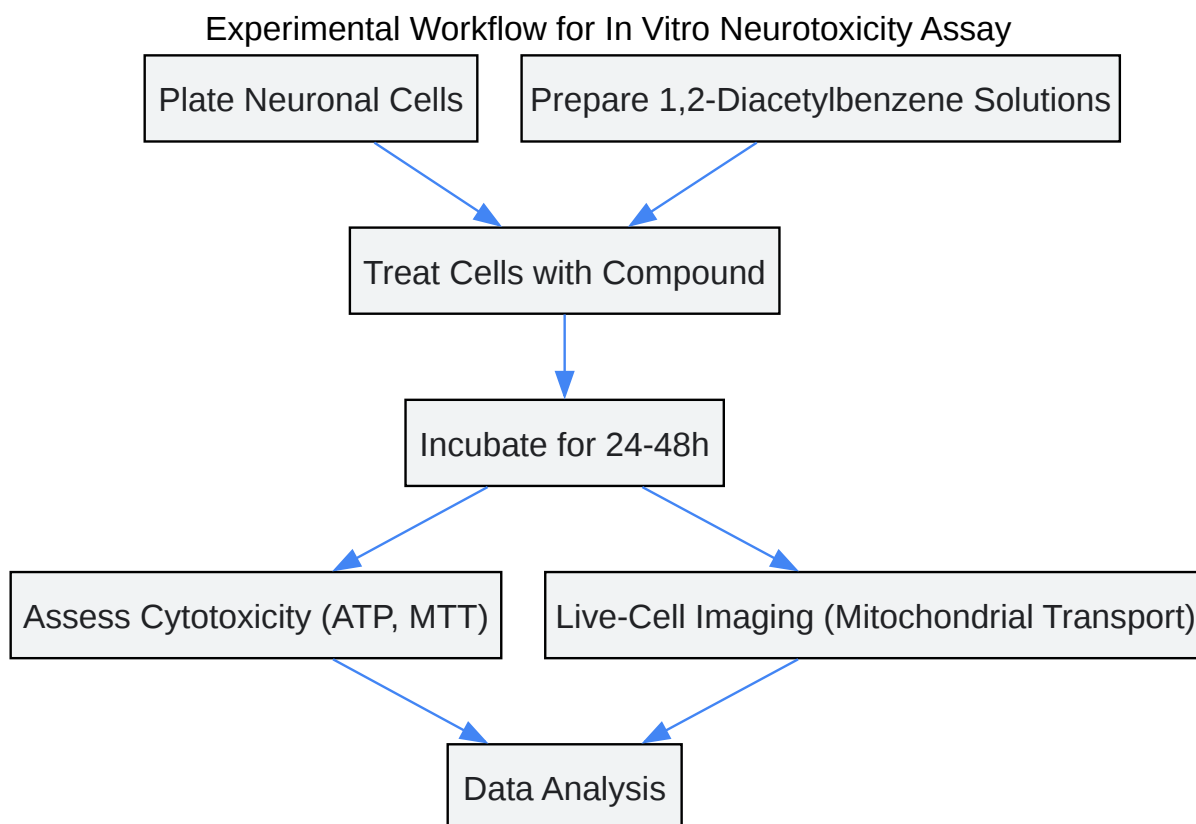 Experimental Workflow for In Vitro Neurotoxicity Assay
Plate Neuronal Cells
Prepare 1,2-Diacetylbenzene Solutions
Treat Cells with Compound
Incubate for 24-48h
Assess Cytotoxicity (ATP, MTT)
Live-Cell Imaging (Mitochondrial Transport)
Data Analysis